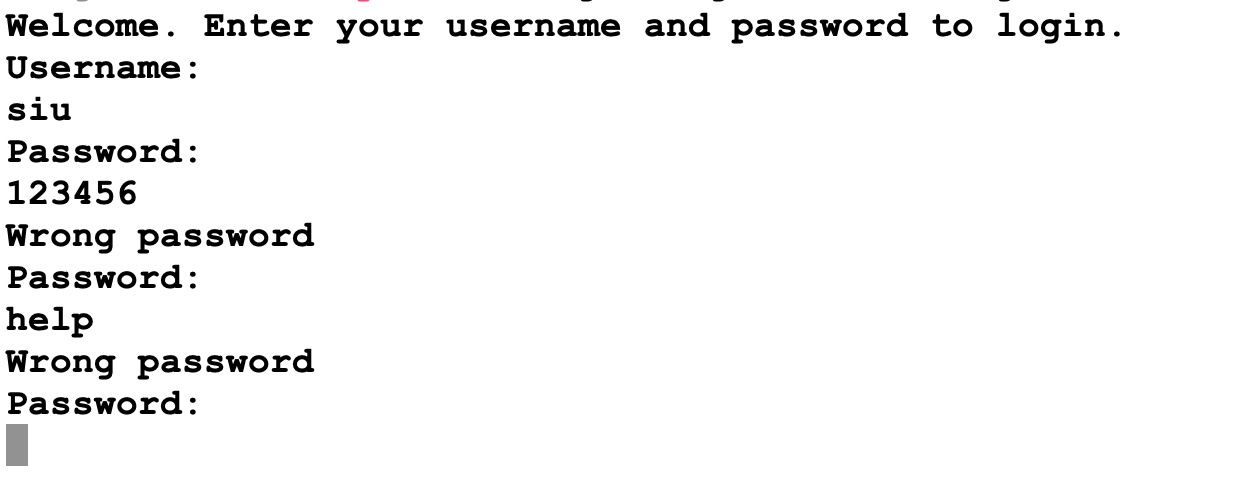 Welcome. Enter your username and password to login.
Username:
siu
Password:
123456
Wrong password
Password:
help
Wrong password
Password: